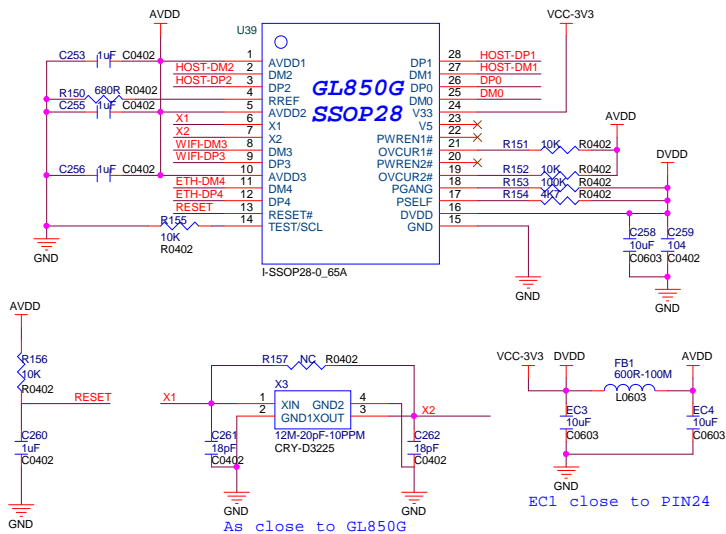 AVDD
VCC-3V3
U39
C253 1uF C0402
1 AVDD1 DP1 28 HOST-DP1
HOST-DM2 2 DM2 DM1 27 HOST-DM1
HOST-DP2 3 DP2 DP0 26 DP0
R150 680R R0402 4 RREF DM0 25 DM0
C255 1uF C0402 5 AVDD2 V33 24
X1 6 X1 V5 23
X2 7 X2 PWREN1# 22
WIFI-DM3 8 DM3 OVCUR1# 21 R151 10K R0402
WIFI-DP3 9 DP3 PWREN2# 20
C256 1uF C0402 10 AVDD3 OVCUR2# 19 R152 10K R0402
ETH-DM4 11 DM4 PGANG 18 R153 100K R0402
ETH-DP4 12 DP4 PSELF 17 R154 4K7 R0402
RESET 13 RESET# DVDD 16
R155 10K R0402 14 TEST/SCL GND 15
GL850G
SSOP28
AVDD
DVDD
C258 10uF C0603
C259 104 C0402
GND
I-SSOP28-0_65A
GND
GND
AVDD
R156
10K
R0402
RESET
C260
1uF
C0402
GND
R157 NC R0402
X3
X1 1 XIN GND2 4
2 GND1 XOUT 3 X2
12M-20pF-10PPM
CRY-D3225
C261
18pF
C0402
C262
18pF
C0402
GND
GND
As close to GL850G
VCC-3V3 DVDD AVDD
FB1
600R-100M
L0603
EC3
10uF
C0603
EC4
10uF
C0603
GND
EC1 close to PIN24